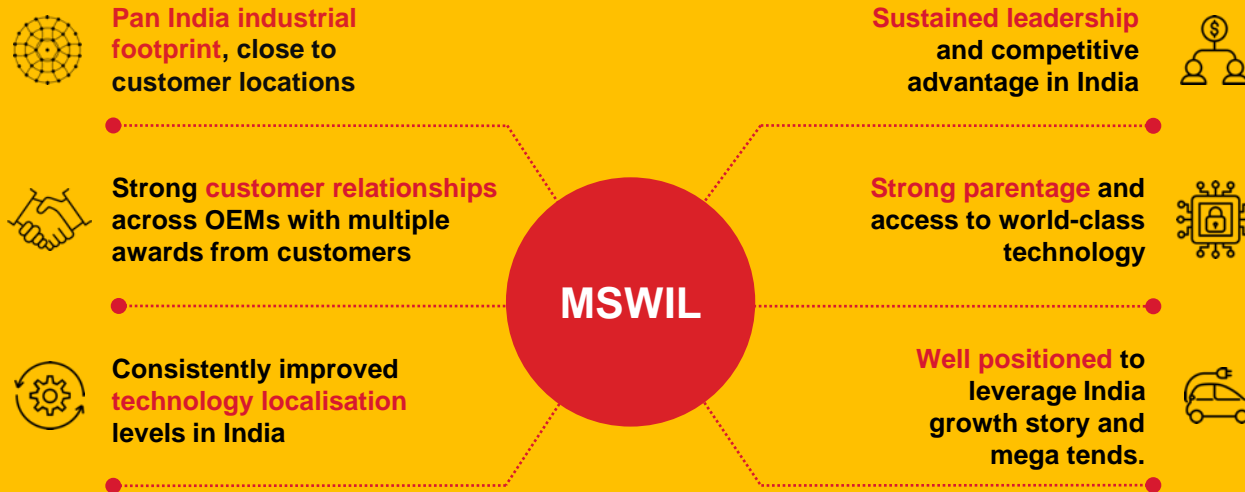 Pan India industrial
footprint, close to
customer locations
Strong customer relationships
across OEMs with multiple
awards from customers
Consistently improved
technology localisation
levels in India
MSWIL
Sustained leadership
and competitive
advantage in India
Strong parentage and
access to world-class
technology
Well positioned to
leverage India
growth story and
mega tends.
$